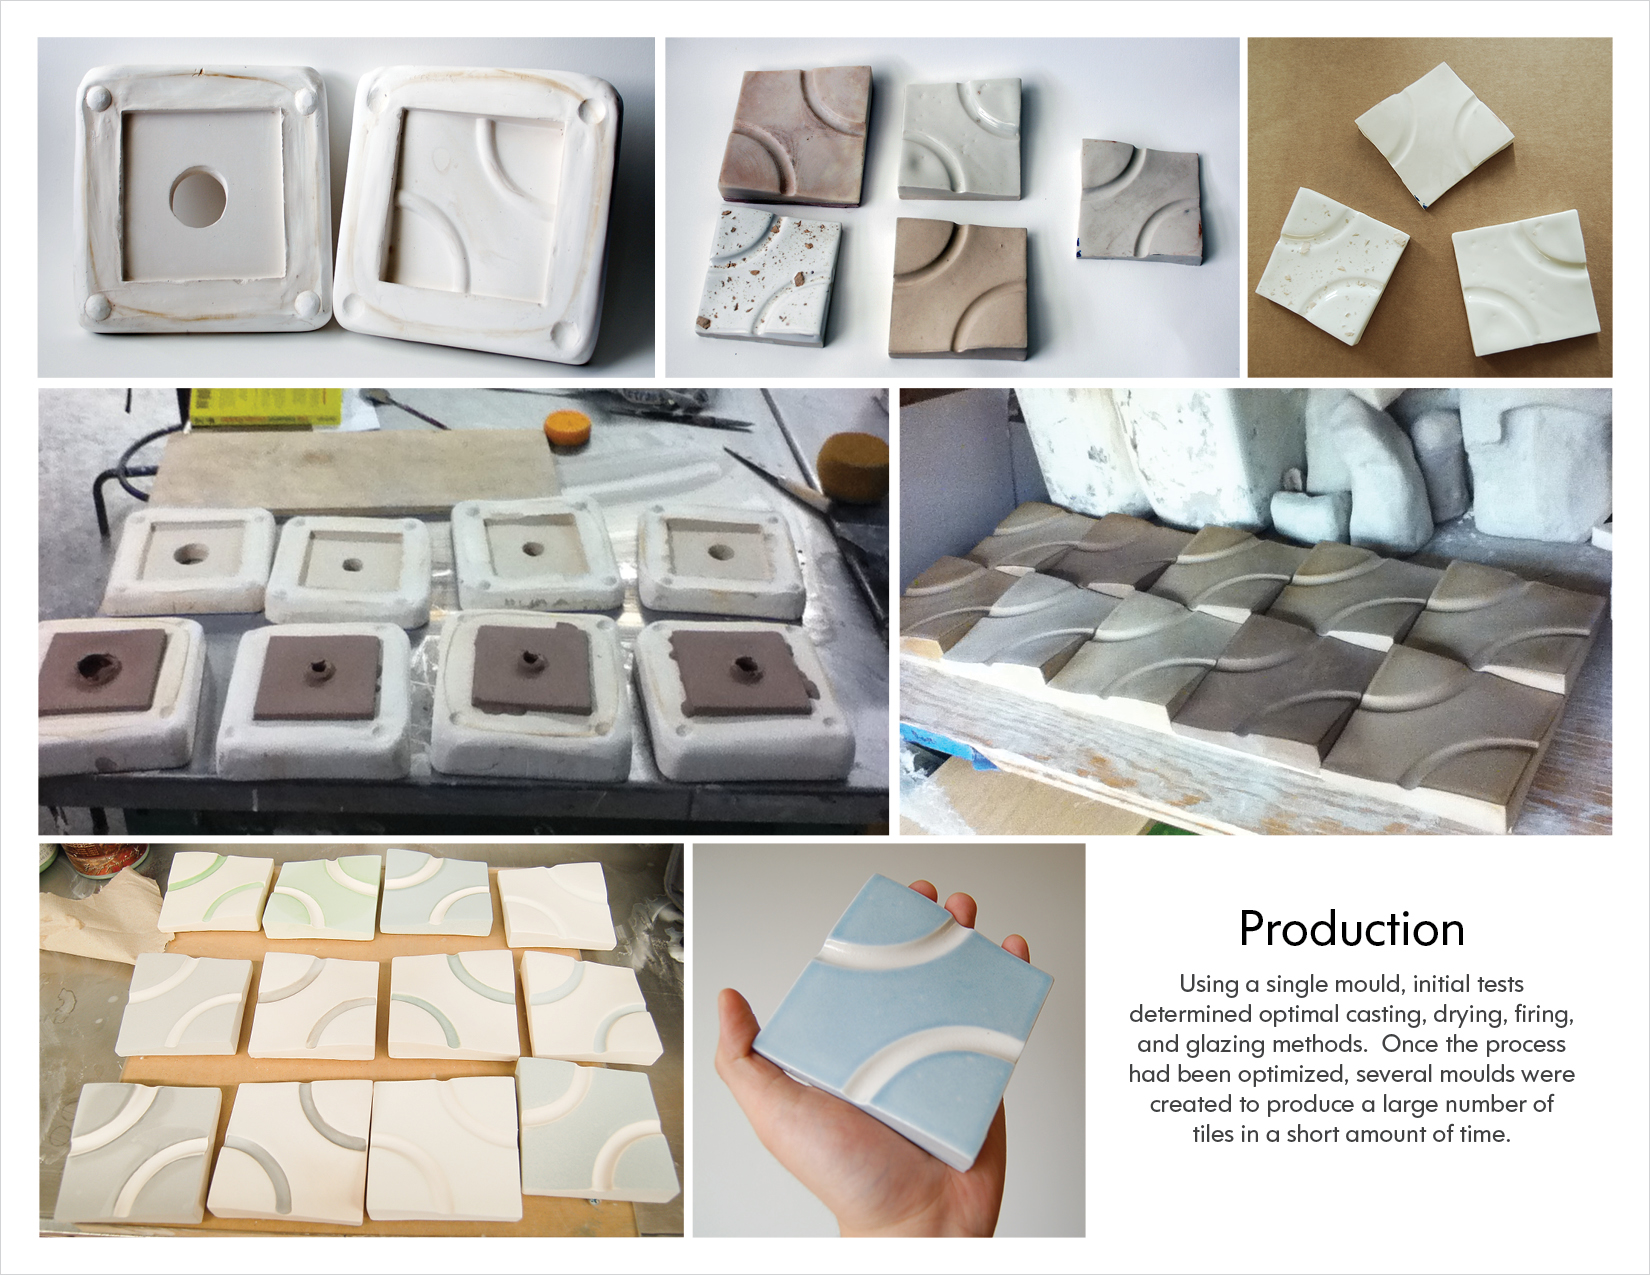 Production
Using a single mould, initial tests
determined optimal casting, drying, firing,
and glazing methods.  Once the process
had been optimized, several moulds were
created to produce a large number of
tiles in a short amount of time.